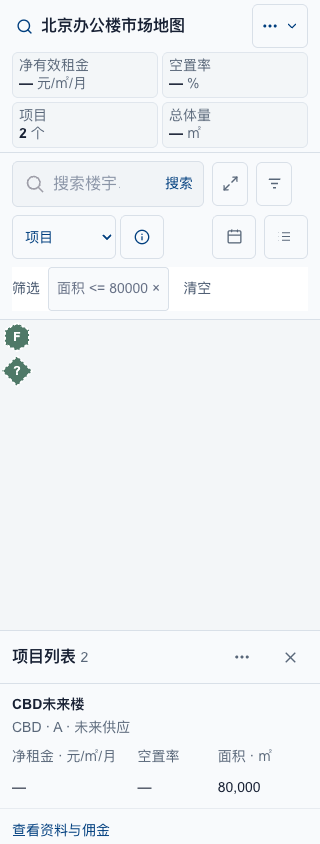 北京办公楼市场地图
净有效租金
— 元/㎡/月
空置率
— %
项目
2 个
总体量
— ㎡
搜索楼宇.
搜索
项目
筛选
面积 <= 80000 ×
清空
F
?
项目列表 2
CBD未来楼
CBD · A · 未来供应
净租金 · 元/㎡/月
空置率
面积 · ㎡
—
—
80,000
查看资料与佣金